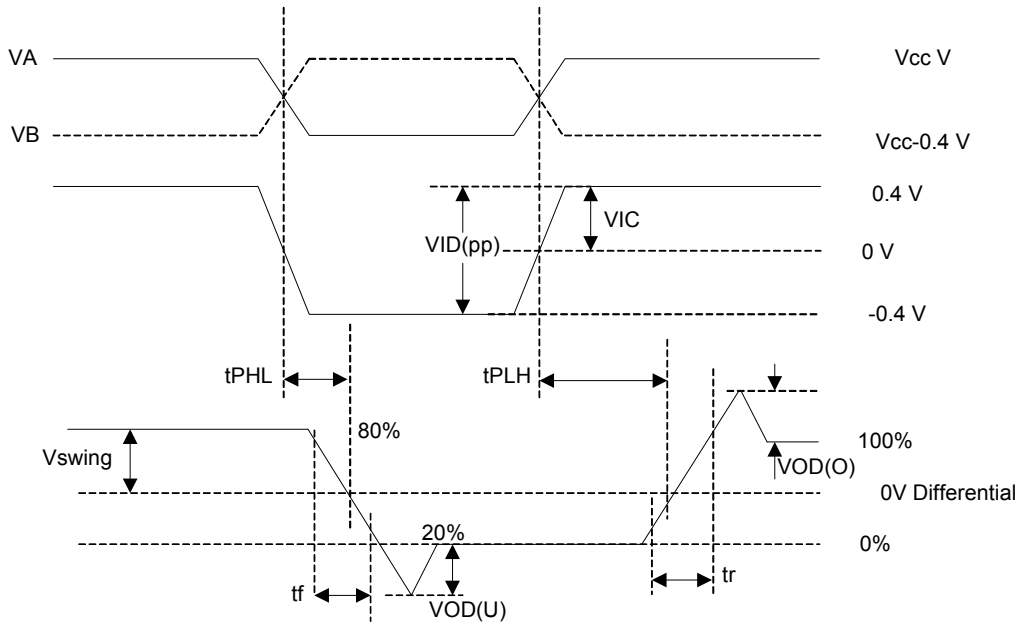 VA
Vcc V
VB
Vcc-0.4 V
0.4 V
VIC
VID(pp)
0 V
-0.4 V
tPHL
tPLH
80%
100%
Vswing
VOD(O)
0V Differential
20%
0%
tf
tr
VOD(U)